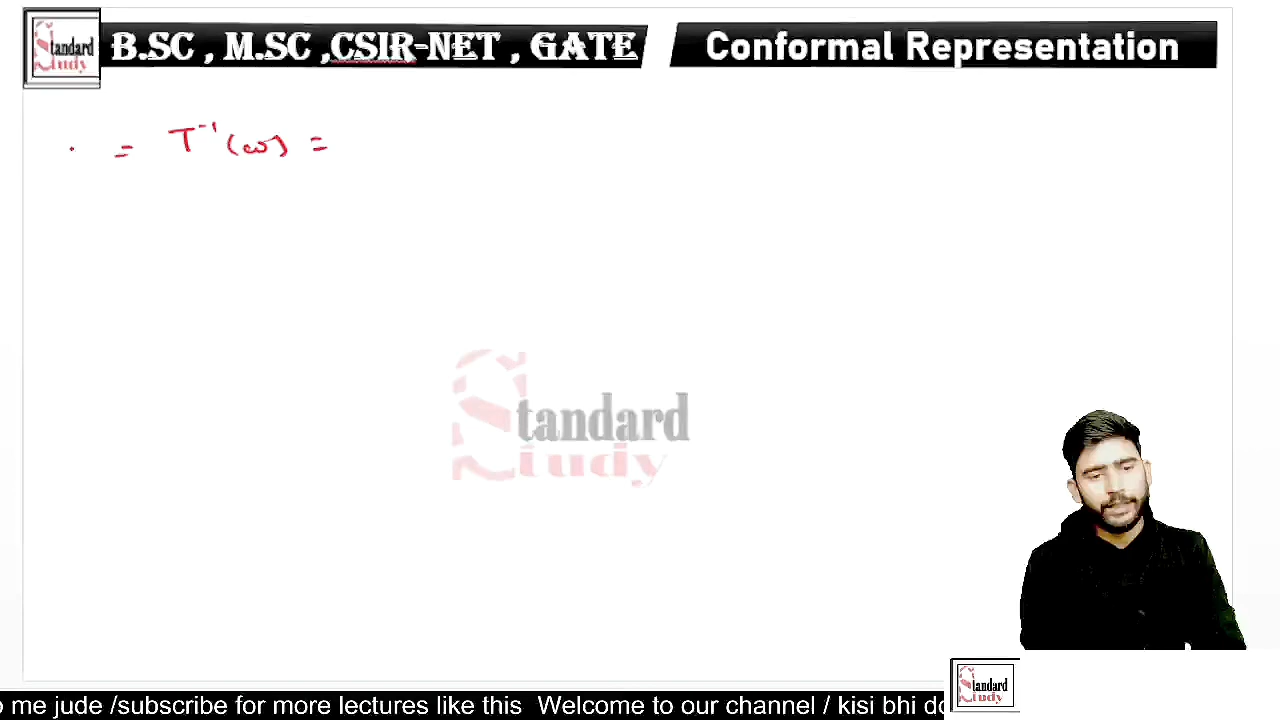 Standard Study B.SC , M.SC ,CSIR-NET , GATE Conformal Representation
= T⁻¹(ω) =
Standard
Study
me jude /subscribe for more lectures like this Welcome to our channel / kisi bhi
Standard Study